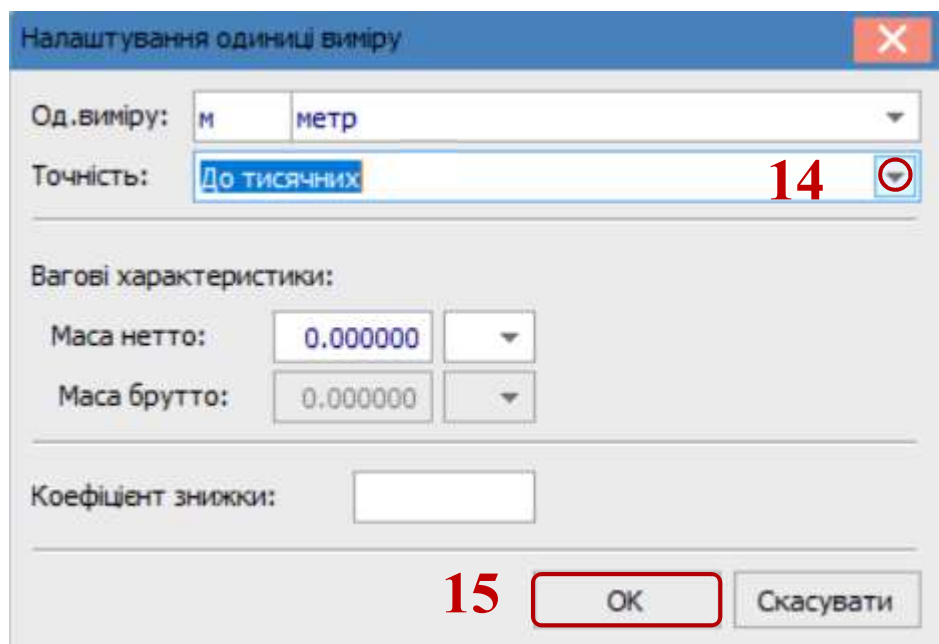 Налаштування одиниці виміру
Од.виміру: м метр
Точність: До тисячних 14
Вагові характеристики:
Маса нетто: 0.000000
Маса брутто: 0.000000
Коефіцієнт знижки:
15 OK Скасувати